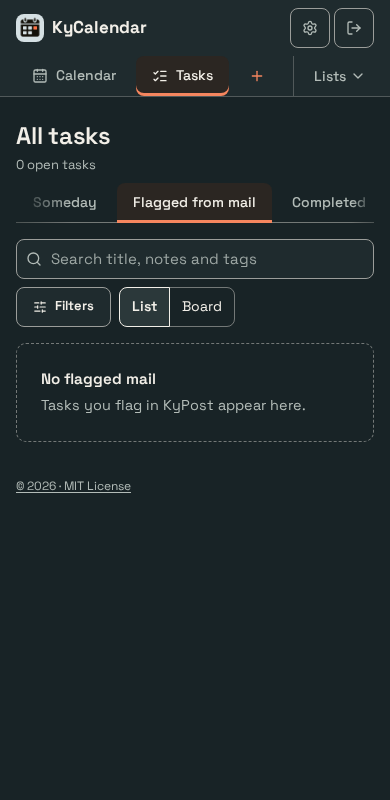 KyCalendar
Calendar Tasks + Lists
All tasks
0 open tasks
Someday Flagged from mail Completed
Search title, notes and tags
Filters List Board
No flagged mail
Tasks you flag in KyPost appear here.
© 2026 · MIT License